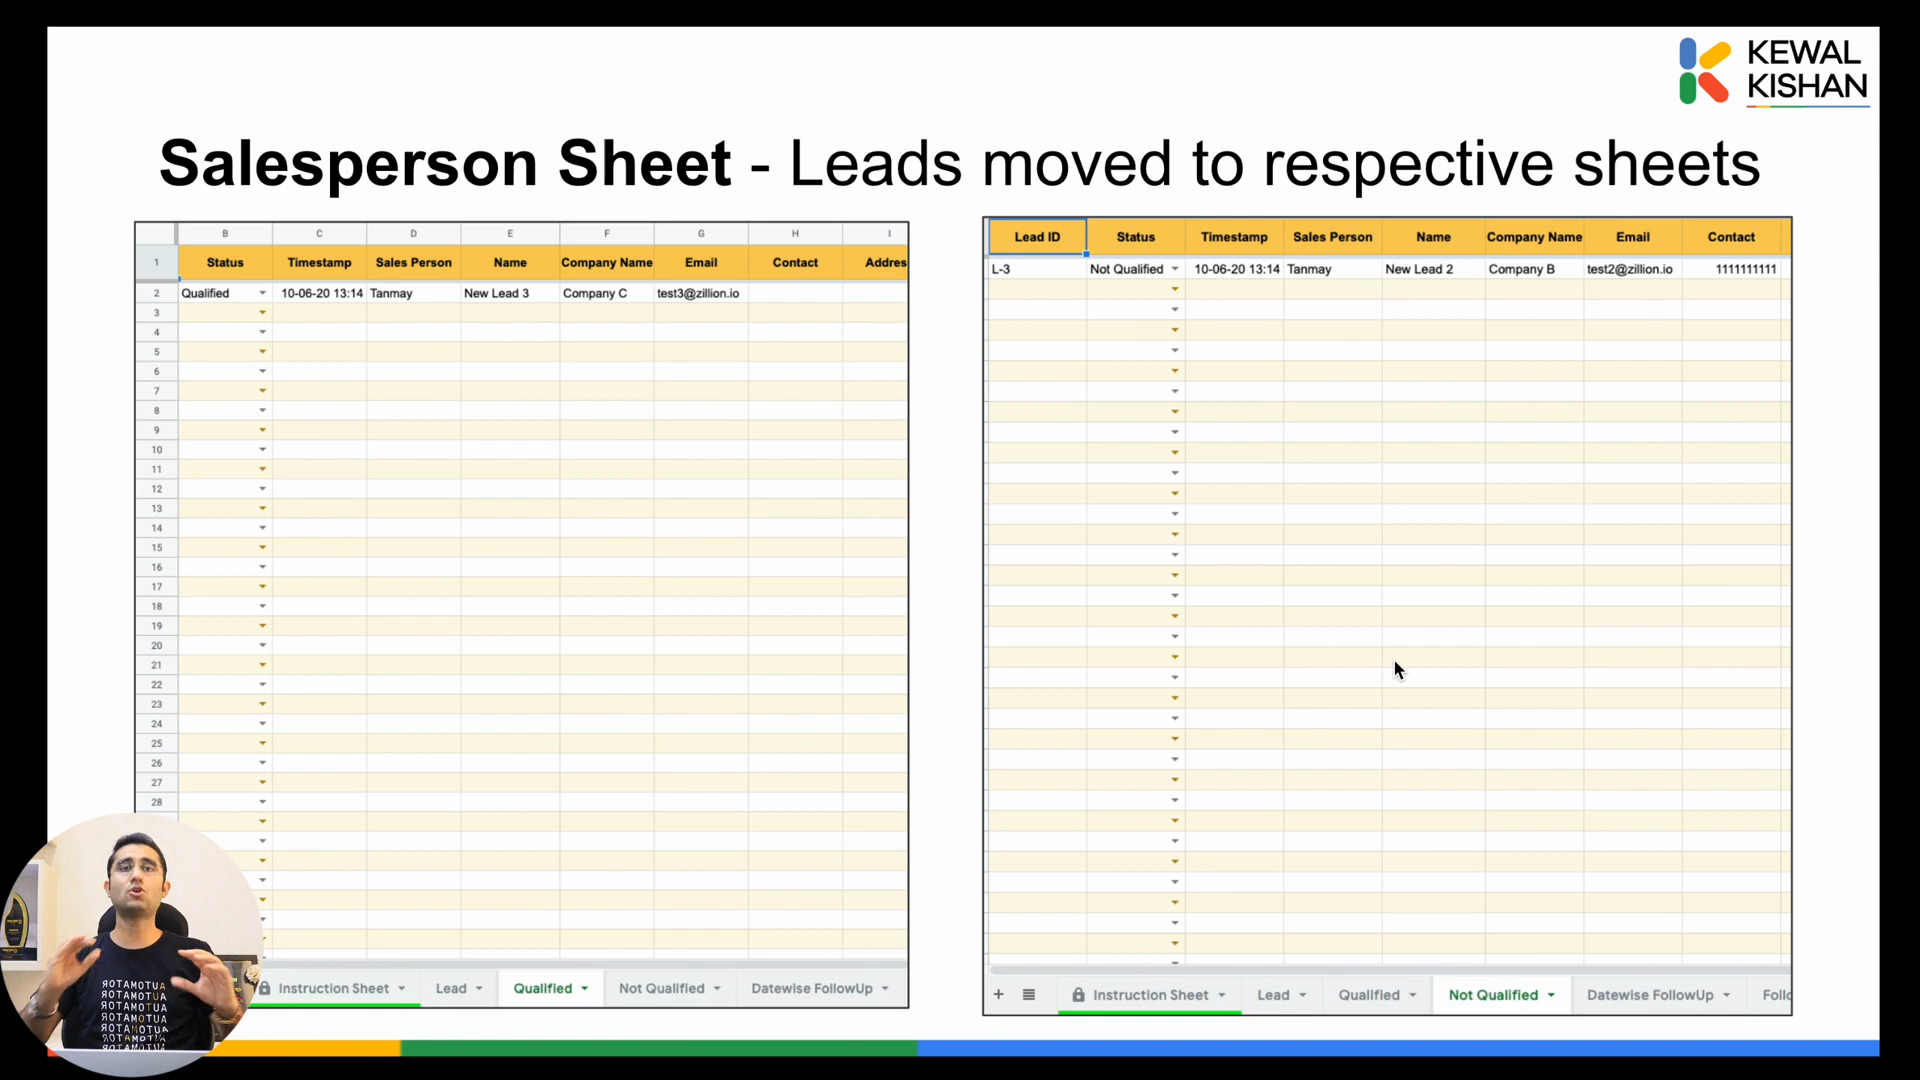 KEWAL
KISHAN
Salesperson Sheet - Leads moved to respective sheets
B C D E F G H I
1 Status Timestamp Sales Person Name Company Name Email Contact Addres
2 Qualified 10-06-20 13:14 Tanmay New Lead 3 Company C test3@zillion.io
3
4
5
6
7
8
9
10
11
12
13
14
15
16
17
18
19
20
21
22
23
24
25
26
27
28
Instruction Sheet Lead Qualified Not Qualified Datewise FollowUp
Lead ID Status Timestamp Sales Person Name Company Name Email Contact
L-3 Not Qualified 10-06-20 13:14 Tanmay New Lead 2 Company B test2@zillion.io 1111111111
+ Instruction Sheet Lead Qualified Not Qualified Datewise FollowUp Follo